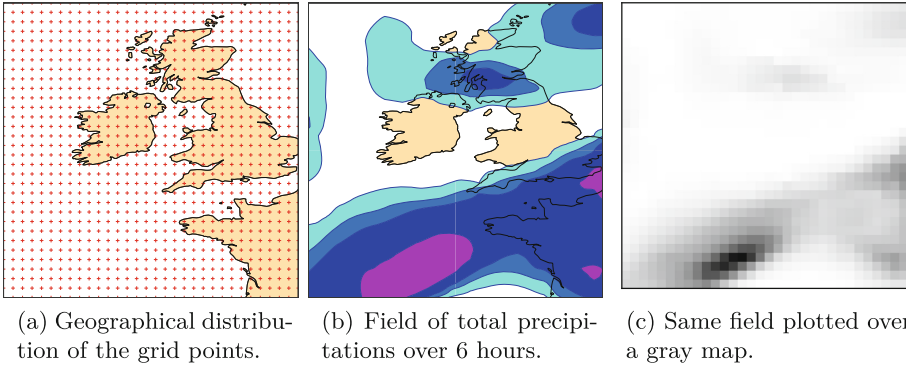 (a) Geographical distribu-
tion of the grid points.
(b) Field of total precipi-
tations over 6 hours.
(c) Same field plotted over
a gray map.